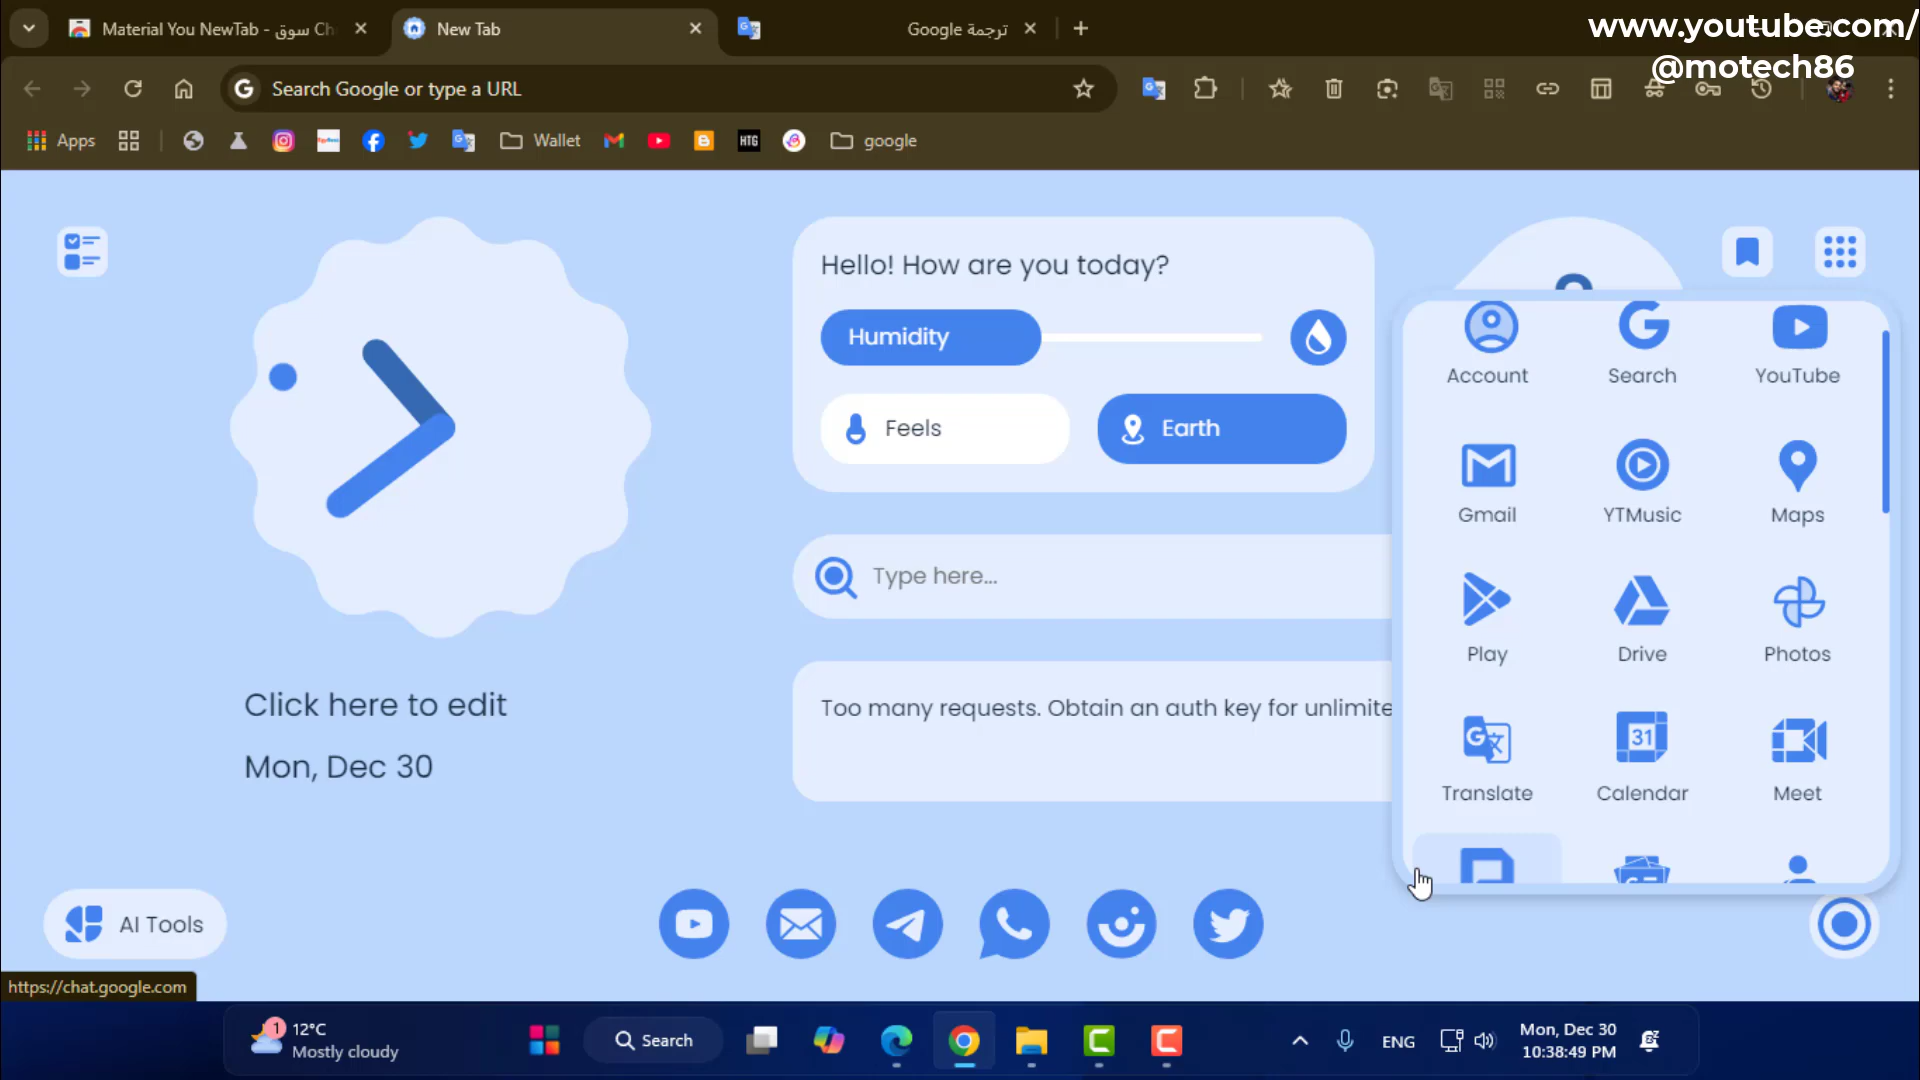 www.youtube.com/
@motech86
Material You NewTab - سوق Ch
New Tab
ترجمة Google
Search Google or type a URL
Apps
Wallet
HTG
google
Hello! How are you today?
Humidity
Feels
Earth
Type here...
Too many requests. Obtain an auth key for unlimite
Click here to edit
Mon, Dec 30
Account
Search
YouTube
Gmail
YTMusic
Maps
Play
Drive
Photos
31
Translate
Calendar
Meet
AI Tools
https://chat.google.com
1
12°C
Mostly cloudy
Search
ENG
Mon, Dec 30
10:38:49 PM